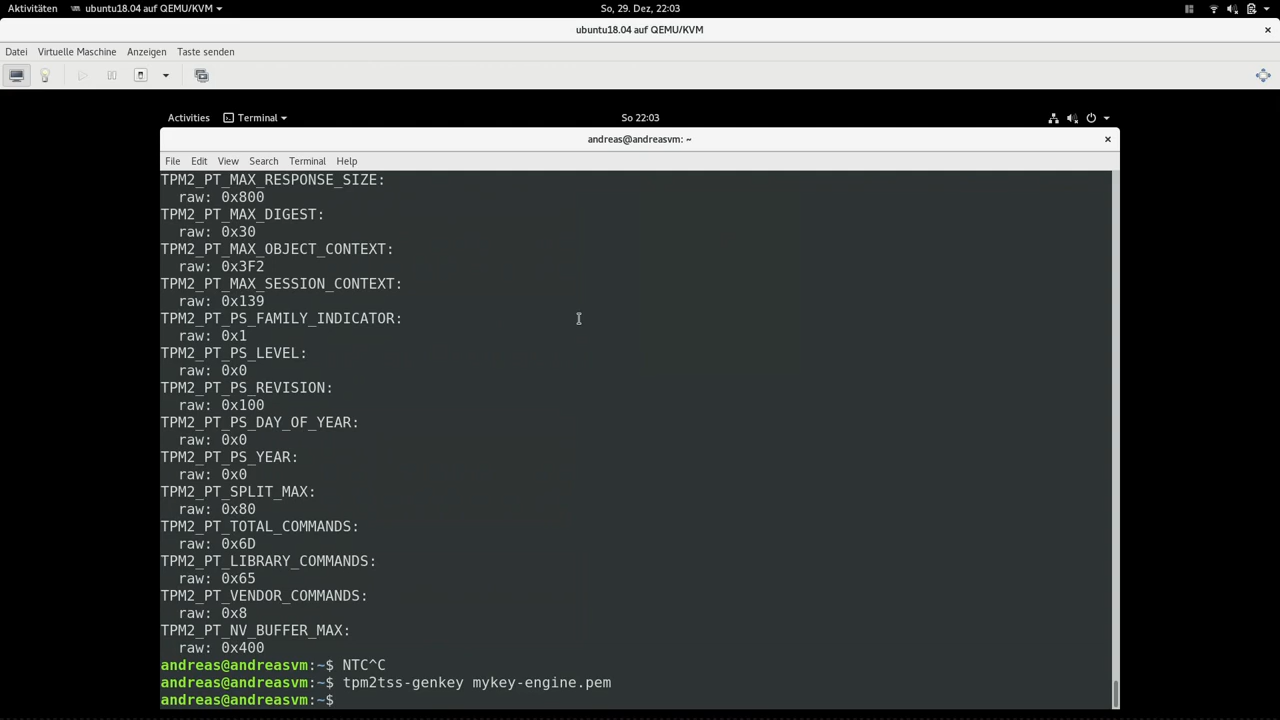 Aktivitäten ubuntu18.04 auf QEMU/KVM So, 29. Dez, 22:03
ubuntu18.04 auf QEMU/KVM
Datei Virtuelle Maschine Anzeigen Taste senden
Activities Terminal So 22:03
andreas@andreasvm: ~
File Edit View Search Terminal Help
TPM2_PT_MAX_RESPONSE_SIZE:
raw: 0x800
TPM2_PT_MAX_DIGEST:
raw: 0x30
TPM2_PT_MAX_OBJECT_CONTEXT:
raw: 0x3F2
TPM2_PT_MAX_SESSION_CONTEXT:
raw: 0x139
TPM2_PT_PS_FAMILY_INDICATOR:
raw: 0x1
TPM2_PT_PS_LEVEL:
raw: 0x0
TPM2_PT_PS_REVISION:
raw: 0x100
TPM2_PT_PS_DAY_OF_YEAR:
raw: 0x0
TPM2_PT_PS_YEAR:
raw: 0x0
TPM2_PT_SPLIT_MAX:
raw: 0x80
TPM2_PT_TOTAL_COMMANDS:
raw: 0x6D
TPM2_PT_LIBRARY_COMMANDS:
raw: 0x65
TPM2_PT_VENDOR_COMMANDS:
raw: 0x8
TPM2_PT_NV_BUFFER_MAX:
raw: 0x400
andreas@andreasvm:~$ NTC^C
andreas@andreasvm:~$ tpm2tss-genkey mykey-engine.pem
andreas@andreasvm:~$